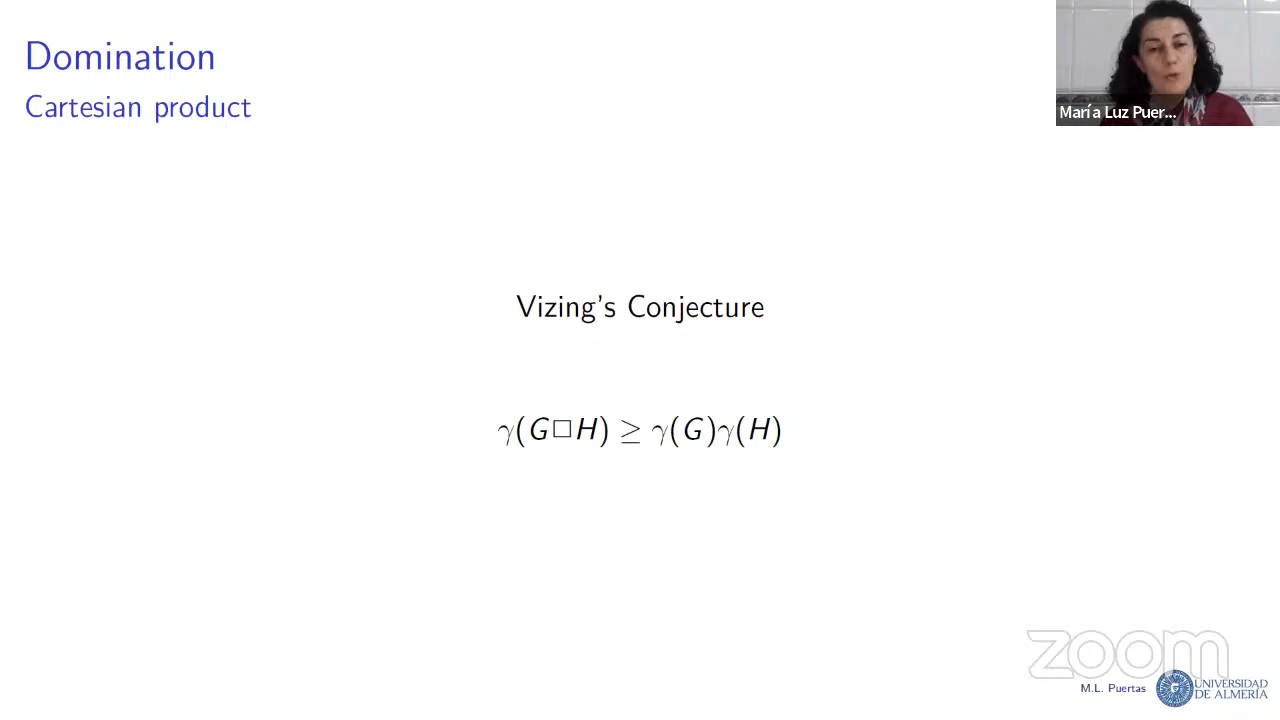 Domination
Cartesian product
María Luz Puer...
Vizing's Conjecture
γ(G□H) ≥ γ(G)γ(H)
zoom
M.L. Puertas
UNIVERSIDAD
DE ALMERÍA